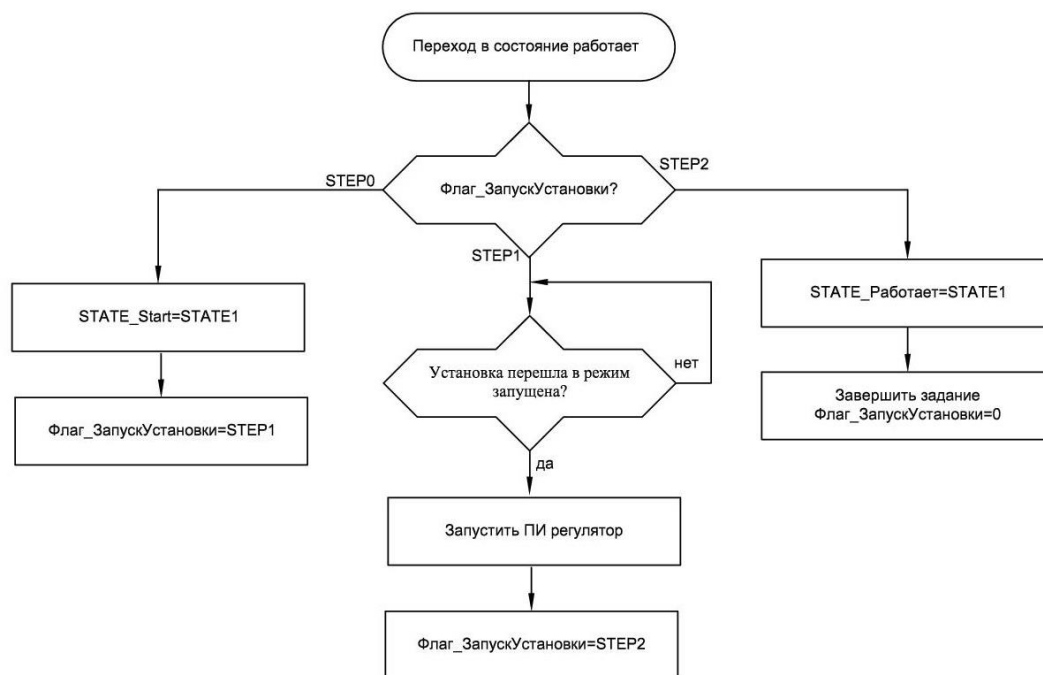 Переход в состояние работает
Флаг_ЗапускУстановки?
STEP0
STEP2
STEP1
STATE_Start=STATE1
Флаг_ЗапускУстановки=STEP1
Установка перешла в режим
запущена?
нет
да
Запустить ПИ регулятор
Флаг_ЗапускУстановки=STEP2
STATE_Работает=STATE1
Завершить задание
Флаг_ЗапускУстановки=0